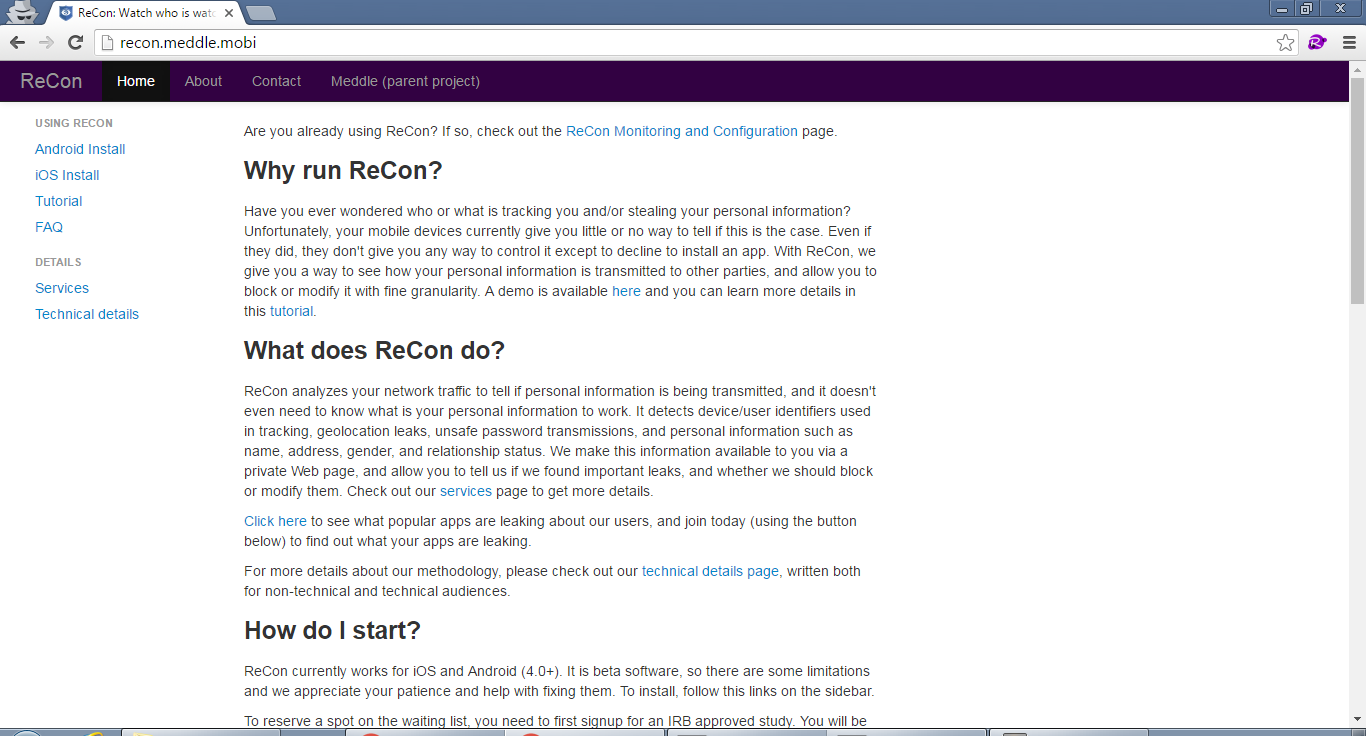 ReCon: Watch who is wat
recon.meddle.mobi
ReCon Home About Contact Meddle (parent project)
USING RECON
Android Install
iOS Install
Tutorial
FAQ
DETAILS
Services
Technical details
Are you already using ReCon? If so, check out the ReCon Monitoring and Configuration page.
Why run ReCon?
Have you ever wondered who or what is tracking you and/or stealing your personal information?
Unfortunately, your mobile devices currently give you little or no way to tell if this is the case. Even if
they did, they don't give you any way to control it except to decline to install an app. With ReCon, we
give you a way to see how your personal information is transmitted to other parties, and allow you to
block or modify it with fine granularity. A demo is available here and you can learn more details in
this tutorial.
What does ReCon do?
ReCon analyzes your network traffic to tell if personal information is being transmitted, and it doesn't
even need to know what is your personal information to work. It detects device/user identifiers used
in tracking, geolocation leaks, unsafe password transmissions, and personal information such as
name, address, gender, and relationship status. We make this information available to you via a
private Web page, and allow you to tell us if we found important leaks, and whether we should block
or modify them. Check out our services page to get more details.
Click here to see what popular apps are leaking about our users, and join today (using the button
below) to find out what your apps are leaking.
For more details about our methodology, please check out our technical details page, written both
for non-technical and technical audiences.
How do I start?
ReCon currently works for iOS and Android (4.0+). It is beta software, so there are some limitations
and we appreciate your patience and help with fixing them. To install, follow this links on the sidebar.
To reserve a spot on the waiting list, you need to first signup for an IRB approved study. You will be